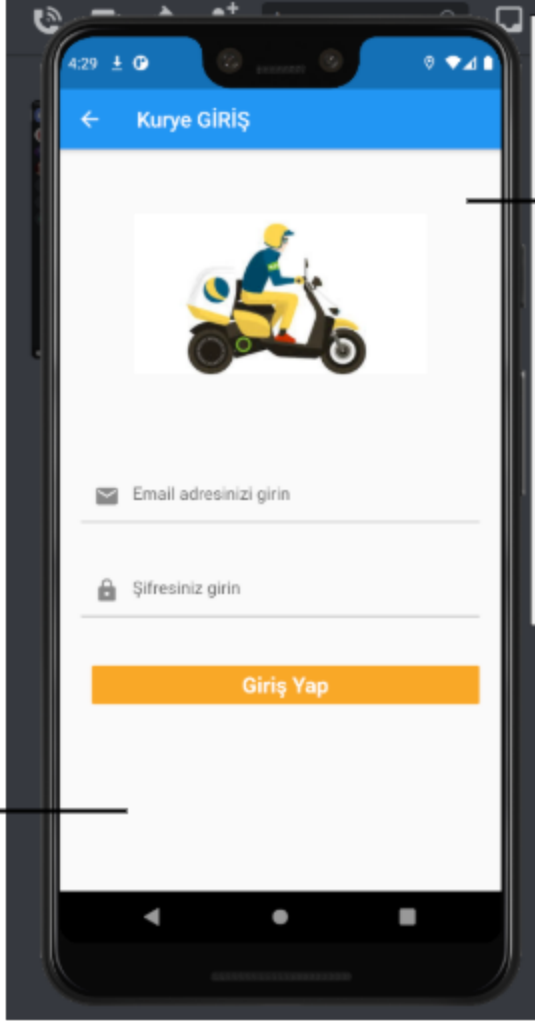 4:29
Kurye GİRİŞ
Email adresinizi girin
Şifresiniz girin
Giriş Yap